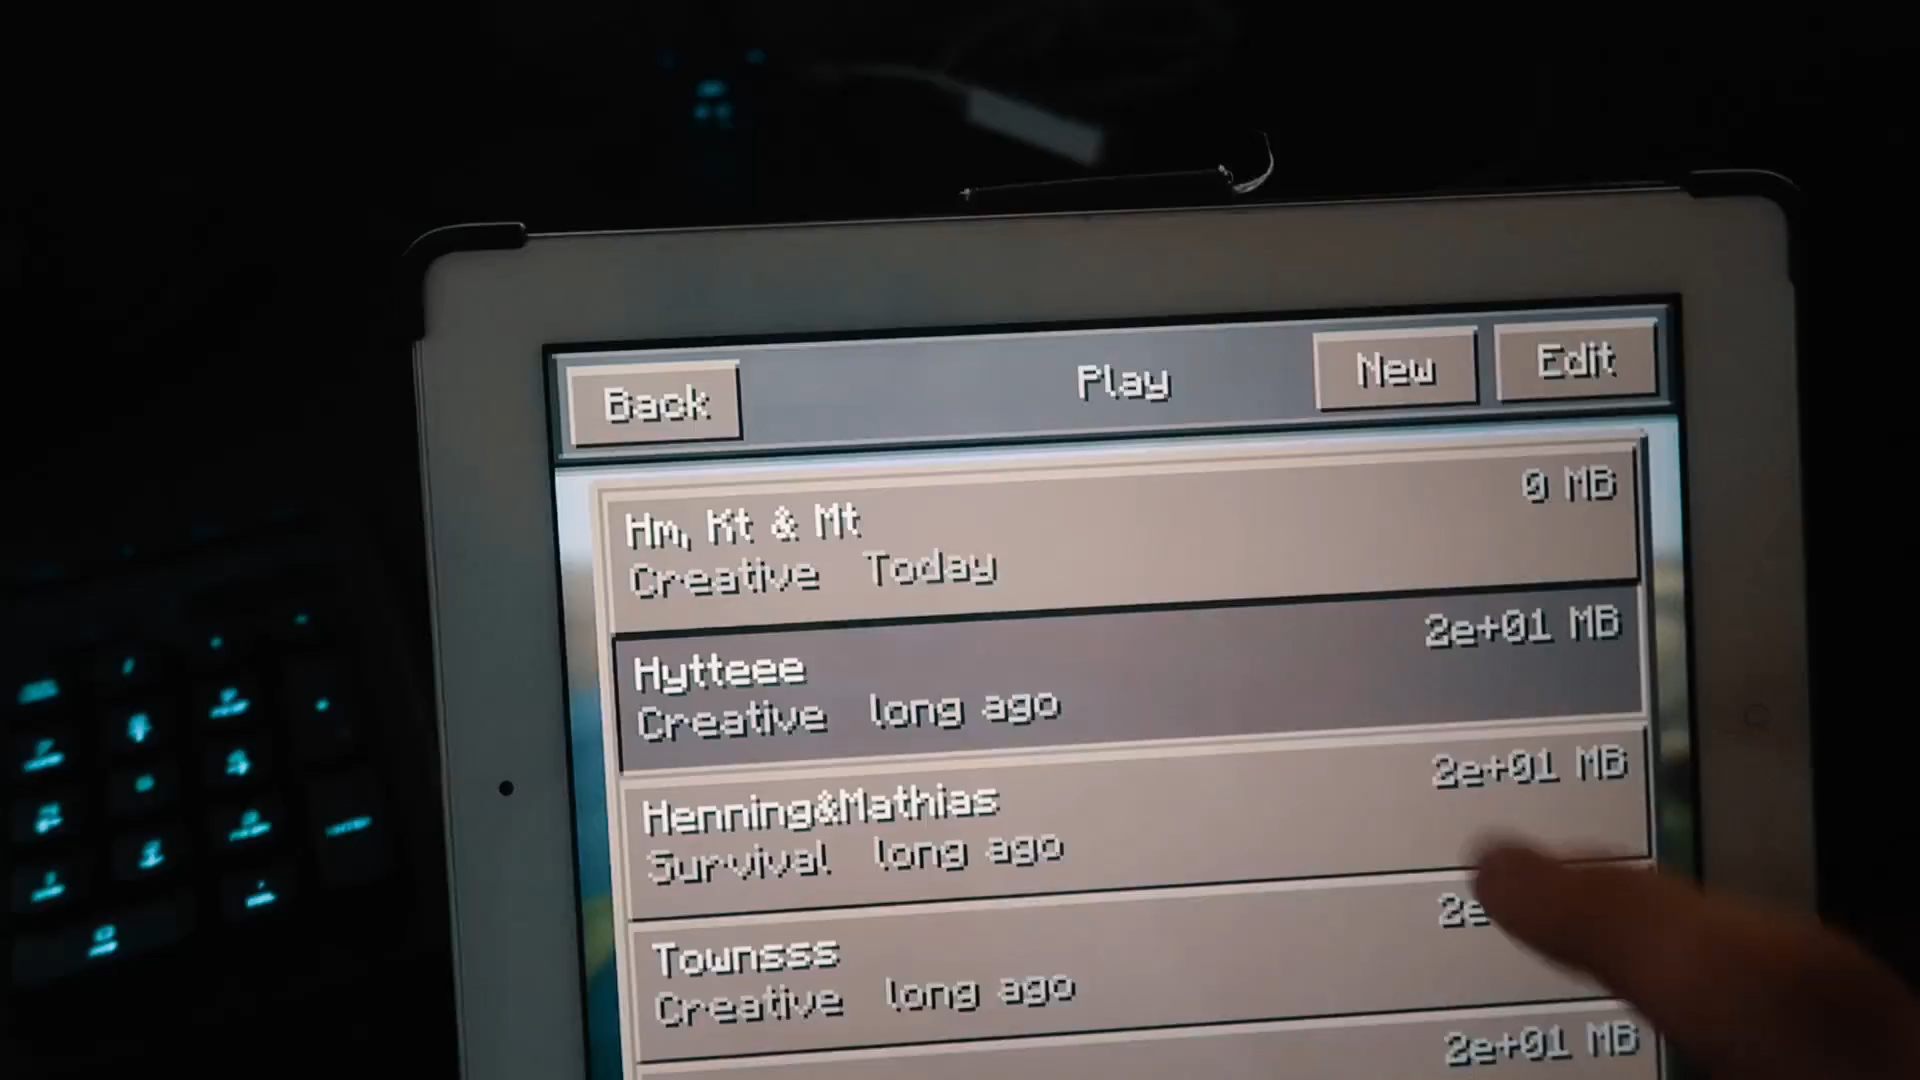 Back
Play
New
Edit
Hm, Kt & Mt
0 MB
Creative Today
Hytteee
2e+01 MB
Creative long ago
Henning&Mathias
2e+01 MB
Survival long ago
Townsss
Creative long ago
2e+01 MB